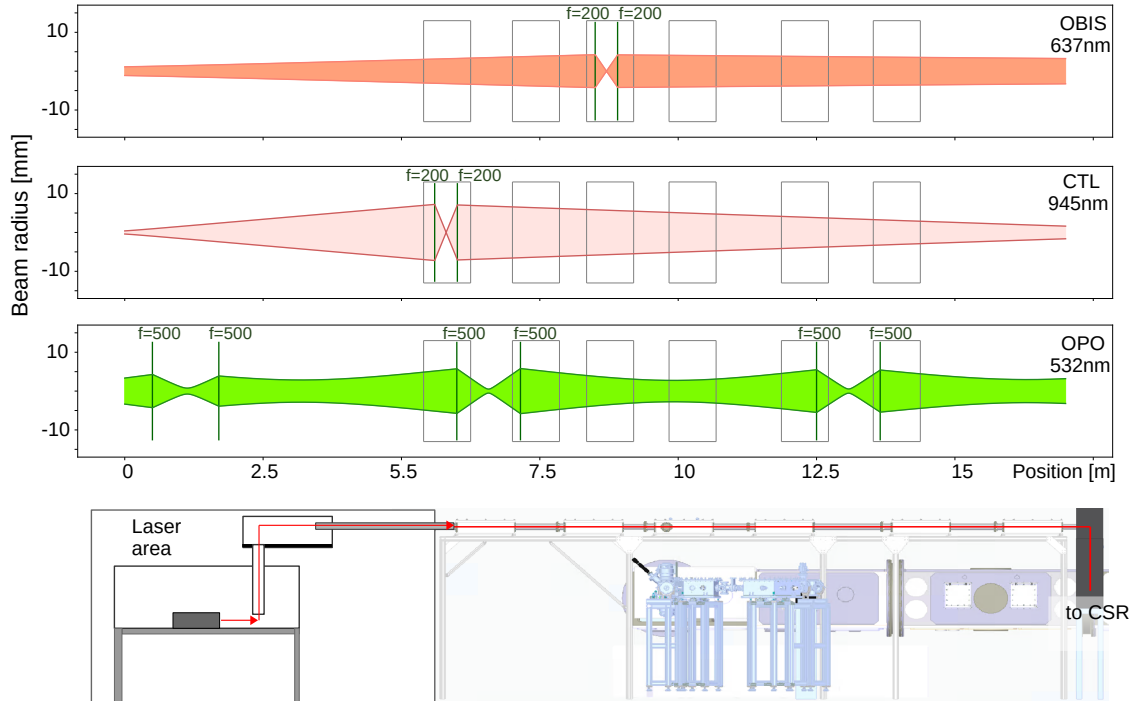 10
-10
f=200 f=200
OBIS
637nm
10
-10
f=200 f=200
CTL
945nm
10
-10
f=500 f=500 f=500 f=500 f=500 f=500
OPO
532nm
Beam radius [mm]
0 2.5 5.5 7.5 10 12.5 15 Position [m]
Laser
area
to CSR